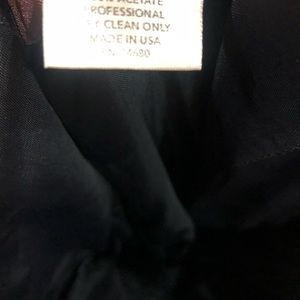 ACETATE
PROFESSIONAL
CLEAN ONLY
MADE IN USA